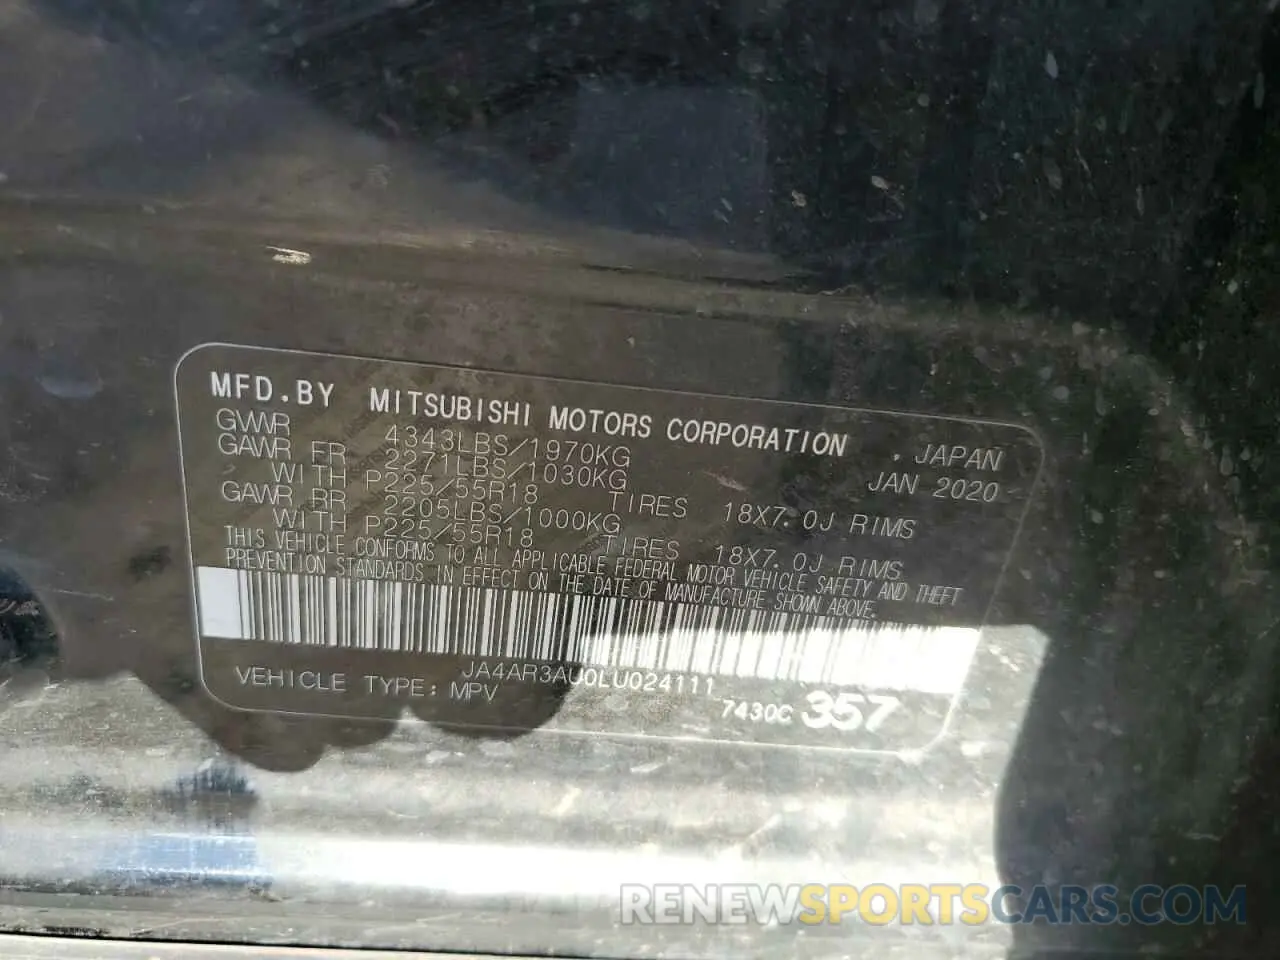 MFD.BY MITSUBISHI MOTORS CORPORATION , JAPAN
GVWR 4343LBS/1970KG JAN 2020
GAWR FR 2271LBS/1030KG
WITH P225/55R18 TIRES 18X7.0J RIMS
GAWR RR 2205LBS/1000KG
WITH P225/55R18 TIRES 18X7.0J RIMS
THIS VEHICLE CONFORMS TO ALL APPLICABLE FEDERAL MOTOR VEHICLE SAFETY AND THEFT
PREVENTION STANDARDS IN EFFECT ON THE DATE OF MANUFACTURE SHOWN ABOVE.
JA4AR3AU0LU024111
VEHICLE TYPE: MPV 7430C 357
RENEWSPORTSCARS.COM